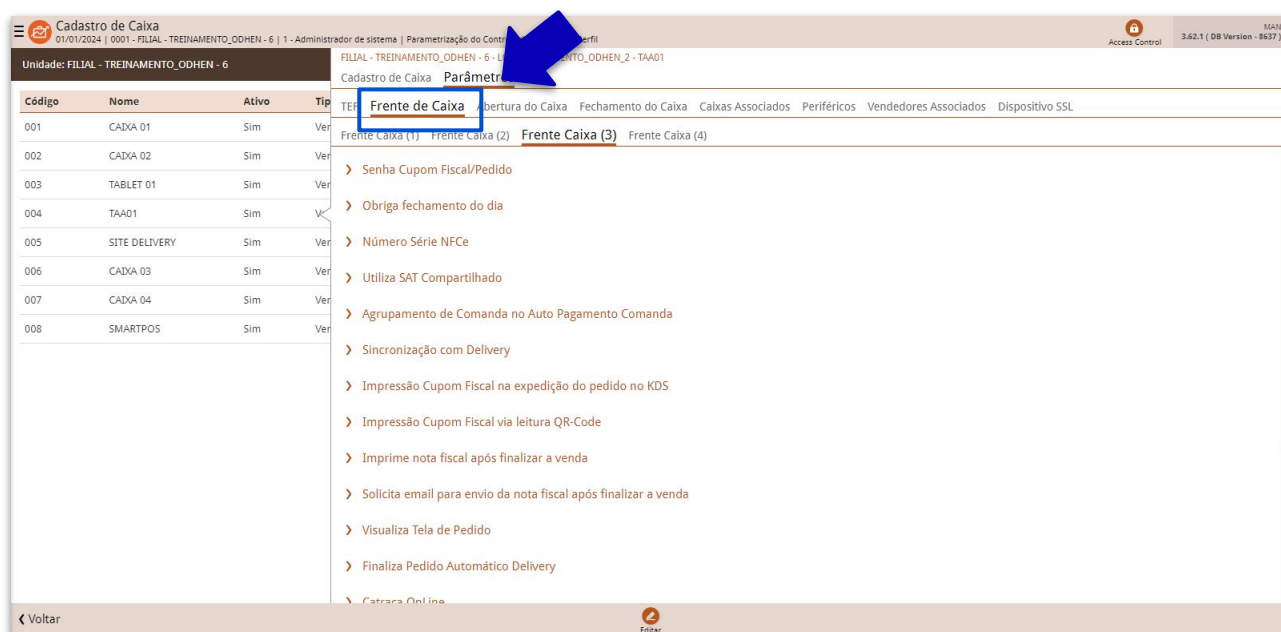 Cadastro de Caixa
01/01/2024 | 0001 - FILIAL - TREINAMENTO_ODHEN - 6 | 1 - Administrador de sistema | Parametrização do Contr erfil
Access Control
MAN
3.62.1 ( DB Version - 8637 )
Unidade: FILIAL - TREINAMENTO_ODHEN - 6
FILIAL - TREINAMENTO_ODHEN - 6 - L NTO_ODHEN_2 - TAA01
Cadastro de Caixa Parâmetr
TEF Frente de Caixa Abertura do Caixa Fechamento do Caixa Caixas Associados Periféricos Vendedores Associados Dispositivo SSL
Frente Caixa (1) Frente Caixa (2) Frente Caixa (3) Frente Caixa (4)
Código Nome Ativo Tip
001 CAIXA 01 Sim Ver
002 CAIXA 02 Sim Ver
003 TABLET 01 Sim Ver
004 TAA01 Sim V
005 SITE DELIVERY Sim Ver
006 CAIXA 03 Sim Ver
007 CAIXA 04 Sim Ver
008 SMARTPOS Sim Ver
Senha Cupom Fiscal/Pedido
Obriga fechamento do dia
Número Série NFCe
Utiliza SAT Compartilhado
Agrupamento de Comanda no Auto Pagamento Comanda
Sincronização com Delivery
Impressão Cupom Fiscal na expedição do pedido no KDS
Impressão Cupom Fiscal via leitura QR-Code
Imprime nota fiscal após finalizar a venda
Solicita email para envio da nota fiscal após finalizar a venda
Visualiza Tela de Pedido
Finaliza Pedido Automático Delivery
Catraca OnLine
Voltar
Editar